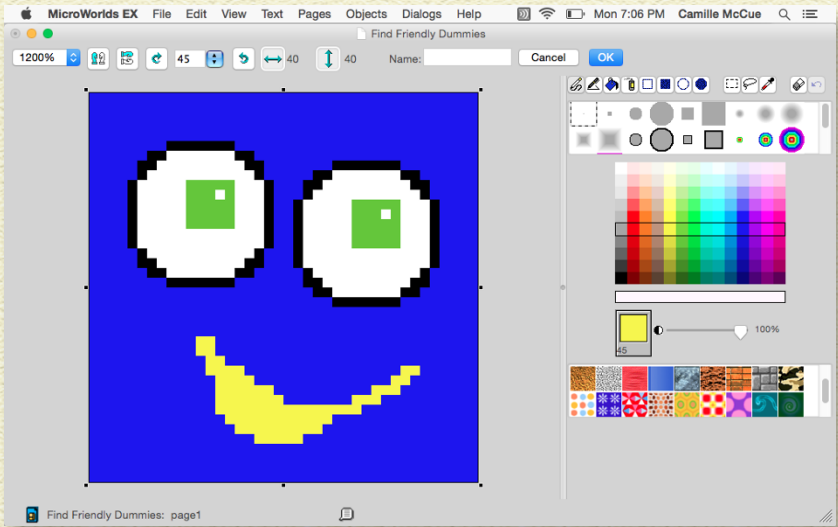 MicroWorlds EX File Edit View Text Pages Objects Dialogs Help Mon 7:06 PM Camille McCue
Find Friendly Dummies
1200% 45 40 40 Name: Cancel OK
100%
45
Find Friendly Dummies: page1